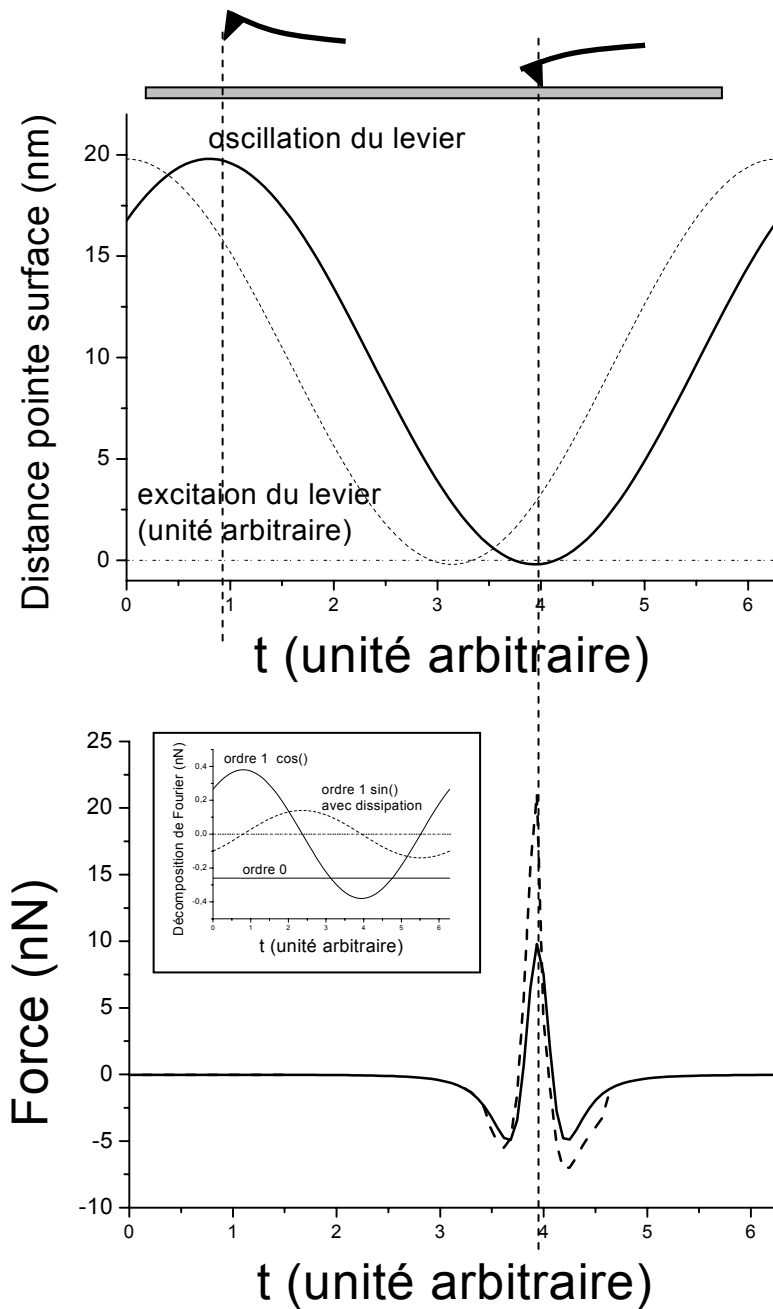 oscillation du levier
Distance pointe surface (nm)
20
15
10
5
0
excitaion du levier
(unité arbitraire)
0 1 2 3 4 5 6
t (unité arbitraire)
25
20
15
10
5
0
-5
-10
Force (nN)
Décomposition de Fourier (nN)
0,4
0,2
0,0
-0,2
-0,4
ordre 1 cos()
ordre 1 sin()
avec dissipation
ordre 0
0 1 2 3 4 5 6
t (unité arbitraire)
0 1 2 3 4 5 6
t (unité arbitraire)